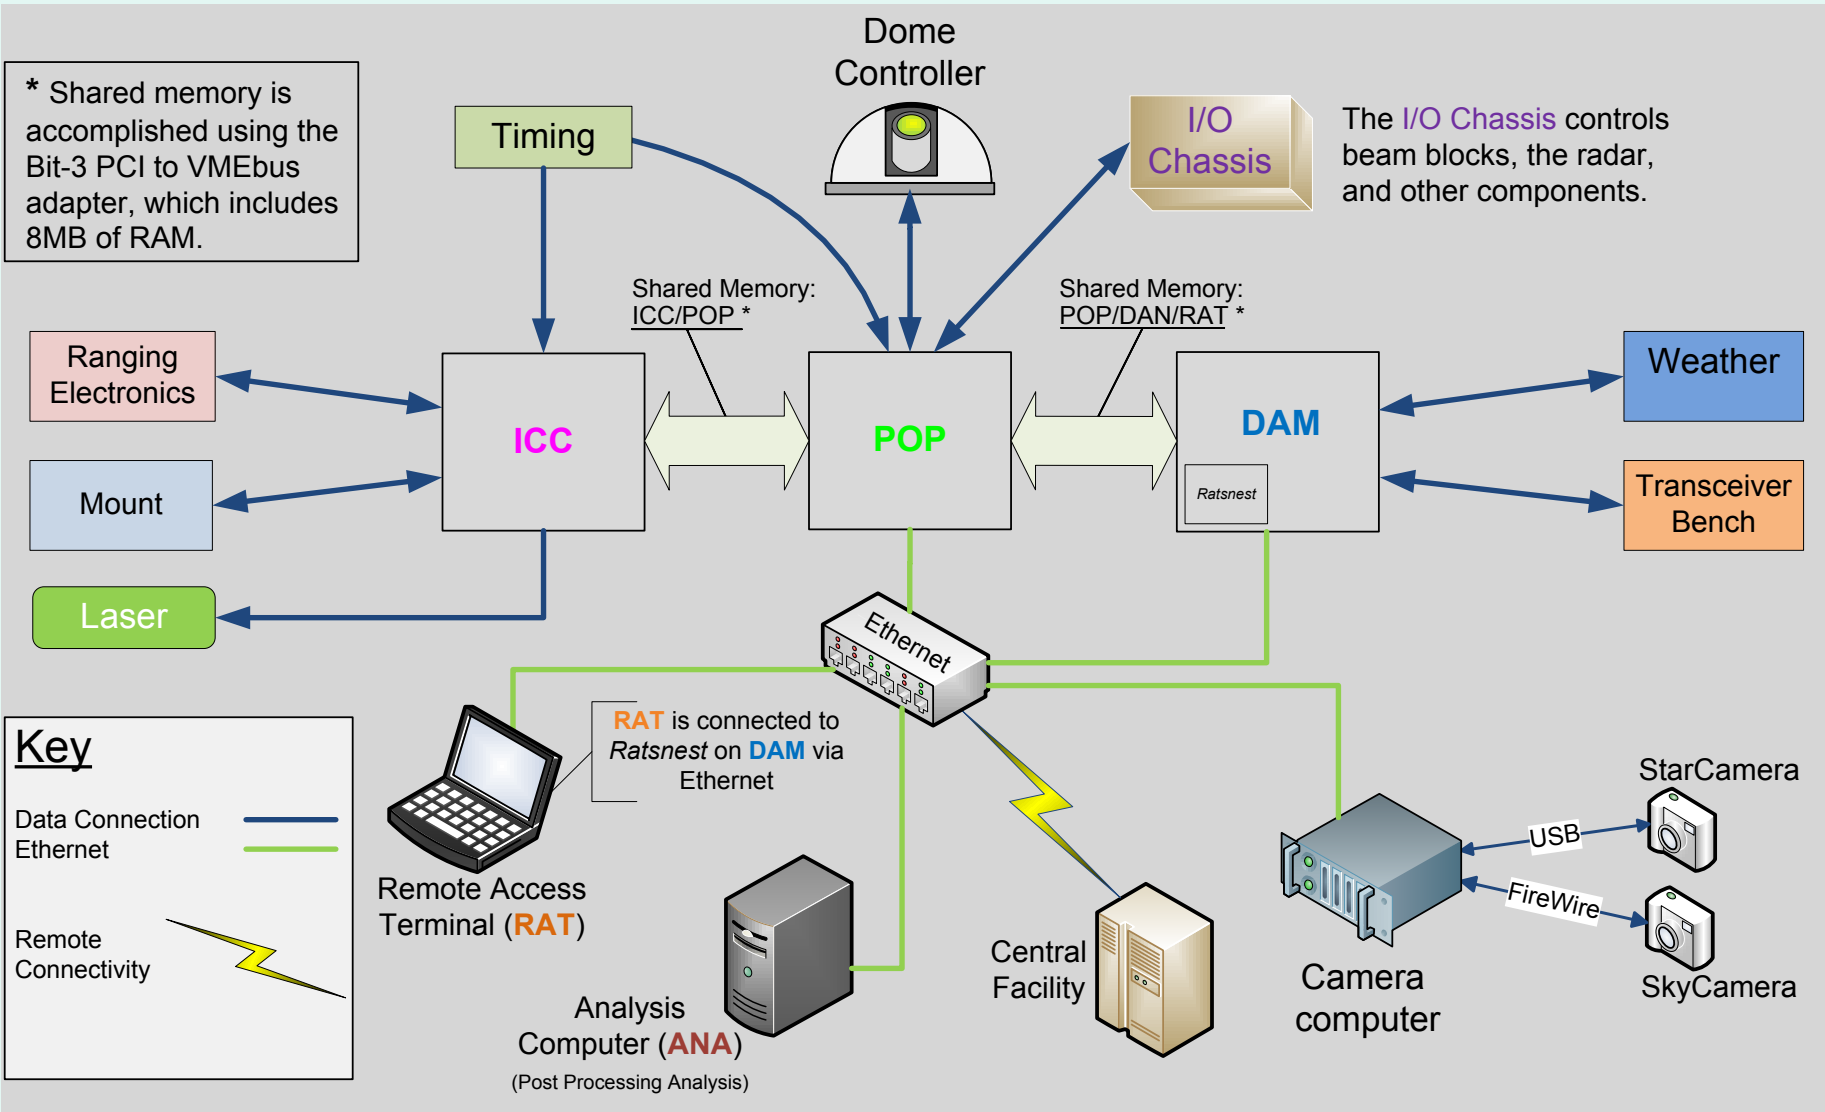 Dome
Controller
* Shared memory is
accomplished using the
Bit-3 PCI to VMEbus
adapter, which includes
8MB of RAM.
Timing
I/O
Chassis
The I/O Chassis controls
beam blocks, the radar,
and other components.
Shared Memory:
ICC/POP *
Shared Memory:
POP/DAN/RAT *
Ranging
Electronics
Mount
Laser
ICC
POP
DAM
Ratsnest
Weather
Transceiver
Bench
Ethernet
RAT is connected to
Ratsnest on DAM via
Ethernet
Key
Data Connection
Ethernet
Remote
Connectivity
Remote Access
Terminal (RAT)
Analysis
Computer (ANA)
(Post Processing Analysis)
Central
Facility
Camera
computer
USB
FireWire
StarCamera
SkyCamera